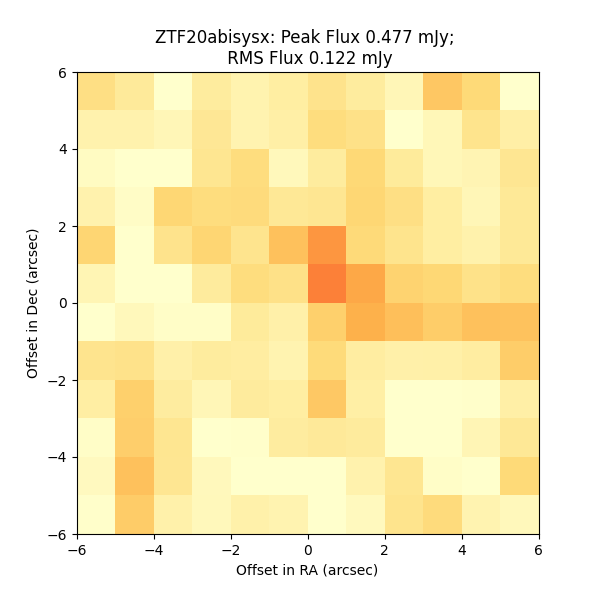 ZTF20abisysx: Peak Flux 0.477 mJy;
RMS Flux 0.122 mJy
6
4
2
0
−2
−4
−6
Offset in Dec (arcsec)
−6 −4 −2 0 2 4 6
Offset in RA (arcsec)